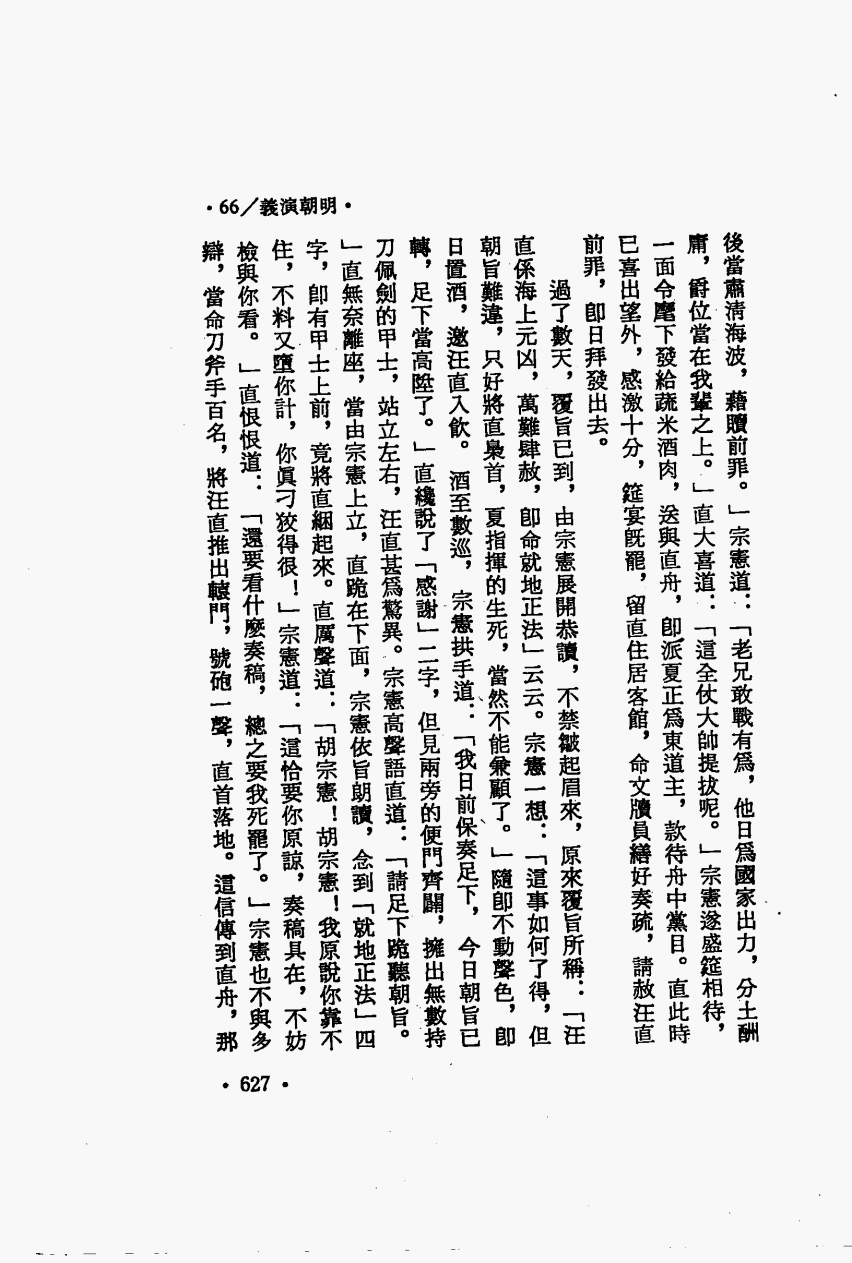 •66／義演朝明•
後當肅淸海波，藉贖前罪。」宗憲道：「老兄敢戰有爲，他日爲國家出力，分土酬
庸，爵位當在我輩之上。」直大喜道：「這全仗大帥提拔呢。」宗憲遂盛筵相待，
一面令麾下發給蔬米酒肉，送與直舟，卽派夏正爲東道主，款待舟中黨目。直此時
已喜出望外，感激十分，筵宴旣罷，留直住居客館，命文牘員繕好奏疏，請赦汪直
前罪，卽日拜發出去。
過了數天，覆旨已到，由宗憲展開恭讀，不禁皺起眉來，原來覆旨所稱：「汪
直係海上元凶，萬難肆赦，卽命就地正法」云云。宗憲一想：「這事如何了得，但
朝旨難違，只好將直梟首，夏指揮的生死，當然不能兼顧了。」隨卽不動聲色，卽
日置酒，邀汪直入飮。酒至數巡，宗憲拱手道：「我日前保奏足下，今日朝旨已
轉，足下當高陞了。」直纔說了「感謝」二字，但見兩旁的便門齊闢，擁出無數持
刀佩劍的甲士，站立左右，汪直甚爲驚異。宗憲高聲語直道：「請足下跪聽朝旨。
」直無奈離座，當由宗憲上立，直跪在下面，宗憲依旨朗讀，念到「就地正法」四
字，卽有甲士上前，竟將直綑起來。直厲聲道：「胡宗憲！胡宗憲！我原說你靠不
住，不料又墮你計，你眞刁狡得很！」宗憲道：「這恰要你原諒，奏稿具在，不妨
檢與你看。」直恨恨道：「還要看什麼奏稿，總之要我死罷了。」宗憲也不與多
辯，當命刀斧手百名，將汪直推出轅門，號砲一聲，直首落地。這信傳到直舟，那
•627•